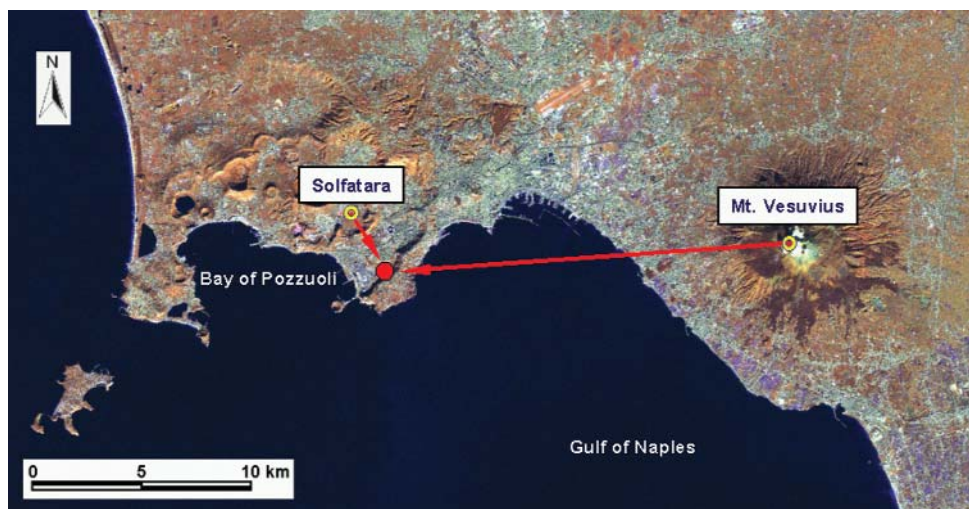 N
Solfatara
Mt. Vesuvius
Bay of Pozzuoli
Gulf of Naples
0 5 10 km